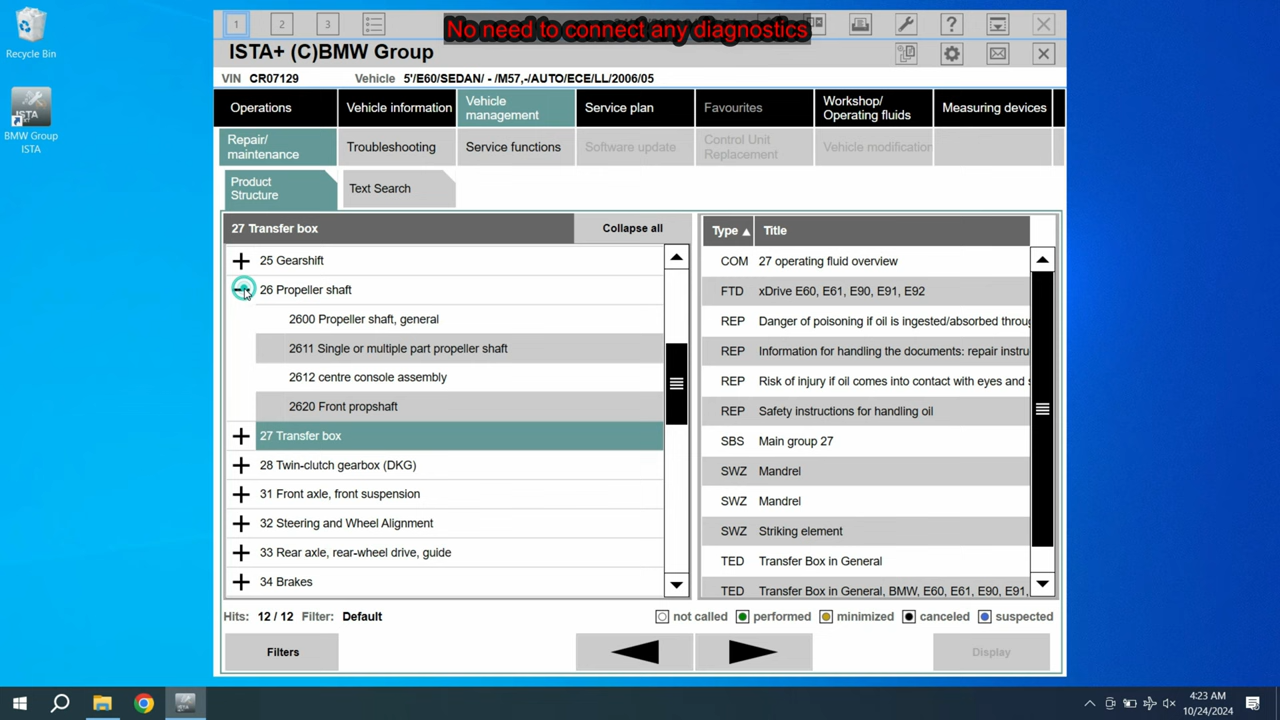 Recycle Bin
BMW Group
ISTA
1
2
3
No need to connect any diagnostics
ISTA+ (C)BMW Group
VIN CR07129 Vehicle 5'/E60/SEDAN/ - /M57,-/AUTO/ECE/LL/2006/05
Operations
Vehicle information
Vehicle
management
Service plan
Favourites
Workshop/
Operating fluids
Measuring devices
Repair/
maintenance
Troubleshooting
Service functions
Software update
Control Unit
Replacement
Vehicle modification
Product
Structure
Text Search
27 Transfer box
Collapse all
25 Gearshift
26 Propeller shaft
2600 Propeller shaft, general
2611 Single or multiple part propeller shaft
2612 centre console assembly
2620 Front propshaft
27 Transfer box
28 Twin-clutch gearbox (DKG)
31 Front axle, front suspension
32 Steering and Wheel Alignment
33 Rear axle, rear-wheel drive, guide
34 Brakes
Type Title
COM 27 operating fluid overview
FTD xDrive E60, E61, E90, E91, E92
REP Danger of poisoning if oil is ingested/absorbed throu
REP Information for handling the documents: repair instru
REP Risk of injury if oil comes into contact with eyes and
REP Safety instructions for handling oil
SBS Main group 27
SWZ Mandrel
SWZ Mandrel
SWZ Striking element
TED Transfer Box in General
TED Transfer Box in General, BMW, E60, E61, E90, E91,
Hits: 12 / 12 Filter: Default
not called performed minimized canceled suspected
Filters
Display
4:23 AM
10/24/2024